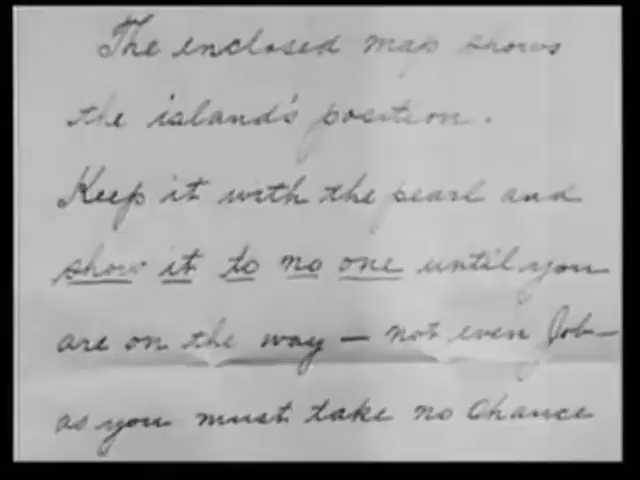 The enclosed map shows
the island's position.
Keep it with the pearl and
show it to no one until you
are on the way — not even Job—
as you must take no chance